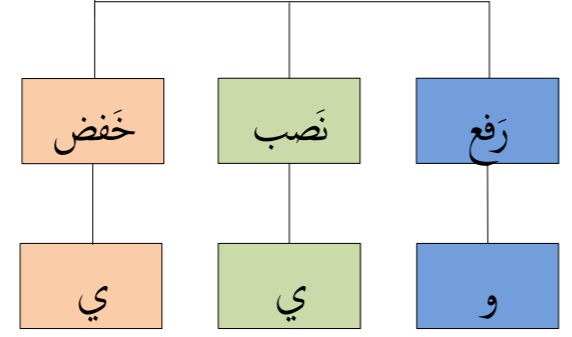 رَفع نَصب خَفض
و ي ي